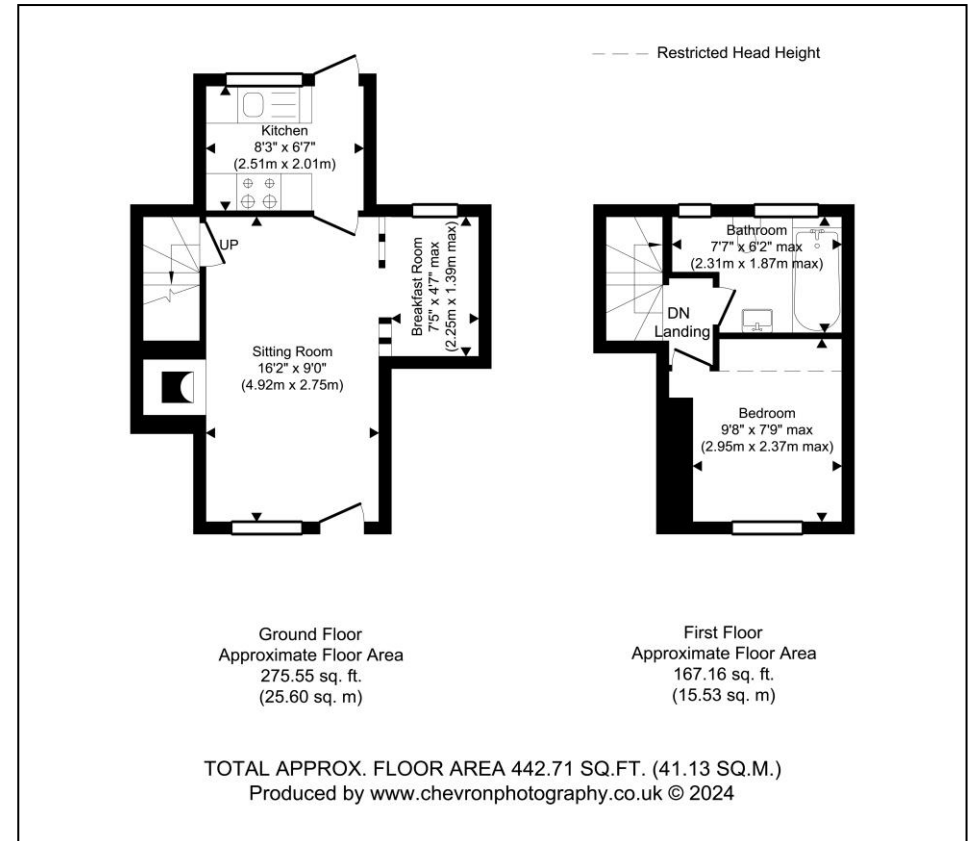 Restricted Head Height
Kitchen
8'3" x 6'7"
(2.51m x 2.01m)
UP
Breakfast Room
7'5" x 4'7" max
(2.25m x 1.39m max)
Sitting Room
16'2" x 9'0"
(4.92m x 2.75m)
Bathroom
7'7" x 6'2" max
(2.31m x 1.87m max)
DN
Landing
Bedroom
9'8" x 7'9" max
(2.95m x 2.37m max)
Ground Floor
Approximate Floor Area
275.55 sq. ft.
(25.60 sq. m)
First Floor
Approximate Floor Area
167.16 sq. ft.
(15.53 sq. m)
TOTAL APPROX. FLOOR AREA 442.71 SQ.FT. (41.13 SQ.M.)
Produced by www.chevronphotography.co.uk © 2024